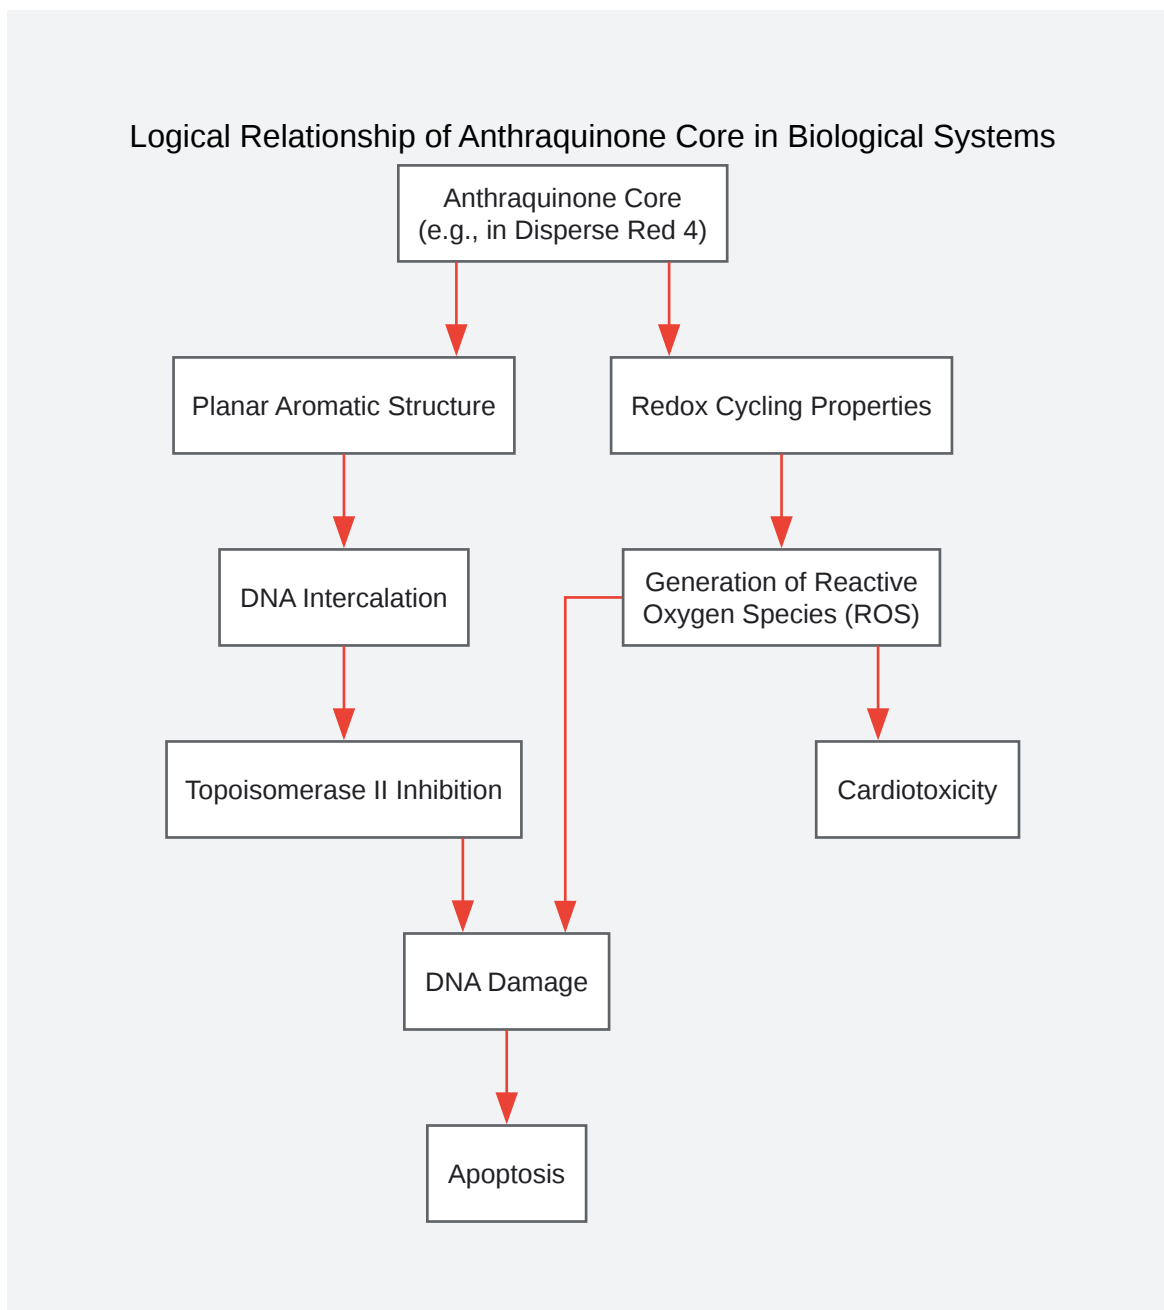 Logical Relationship of Anthraquinone Core in Biological Systems
Anthraquinone Core
(e.g., in Disperse Red 4)
Planar Aromatic Structure
Redox Cycling Properties
DNA Intercalation
Generation of Reactive
Oxygen Species (ROS)
Topoisomerase II Inhibition
Cardiotoxicity
DNA Damage
Apoptosis